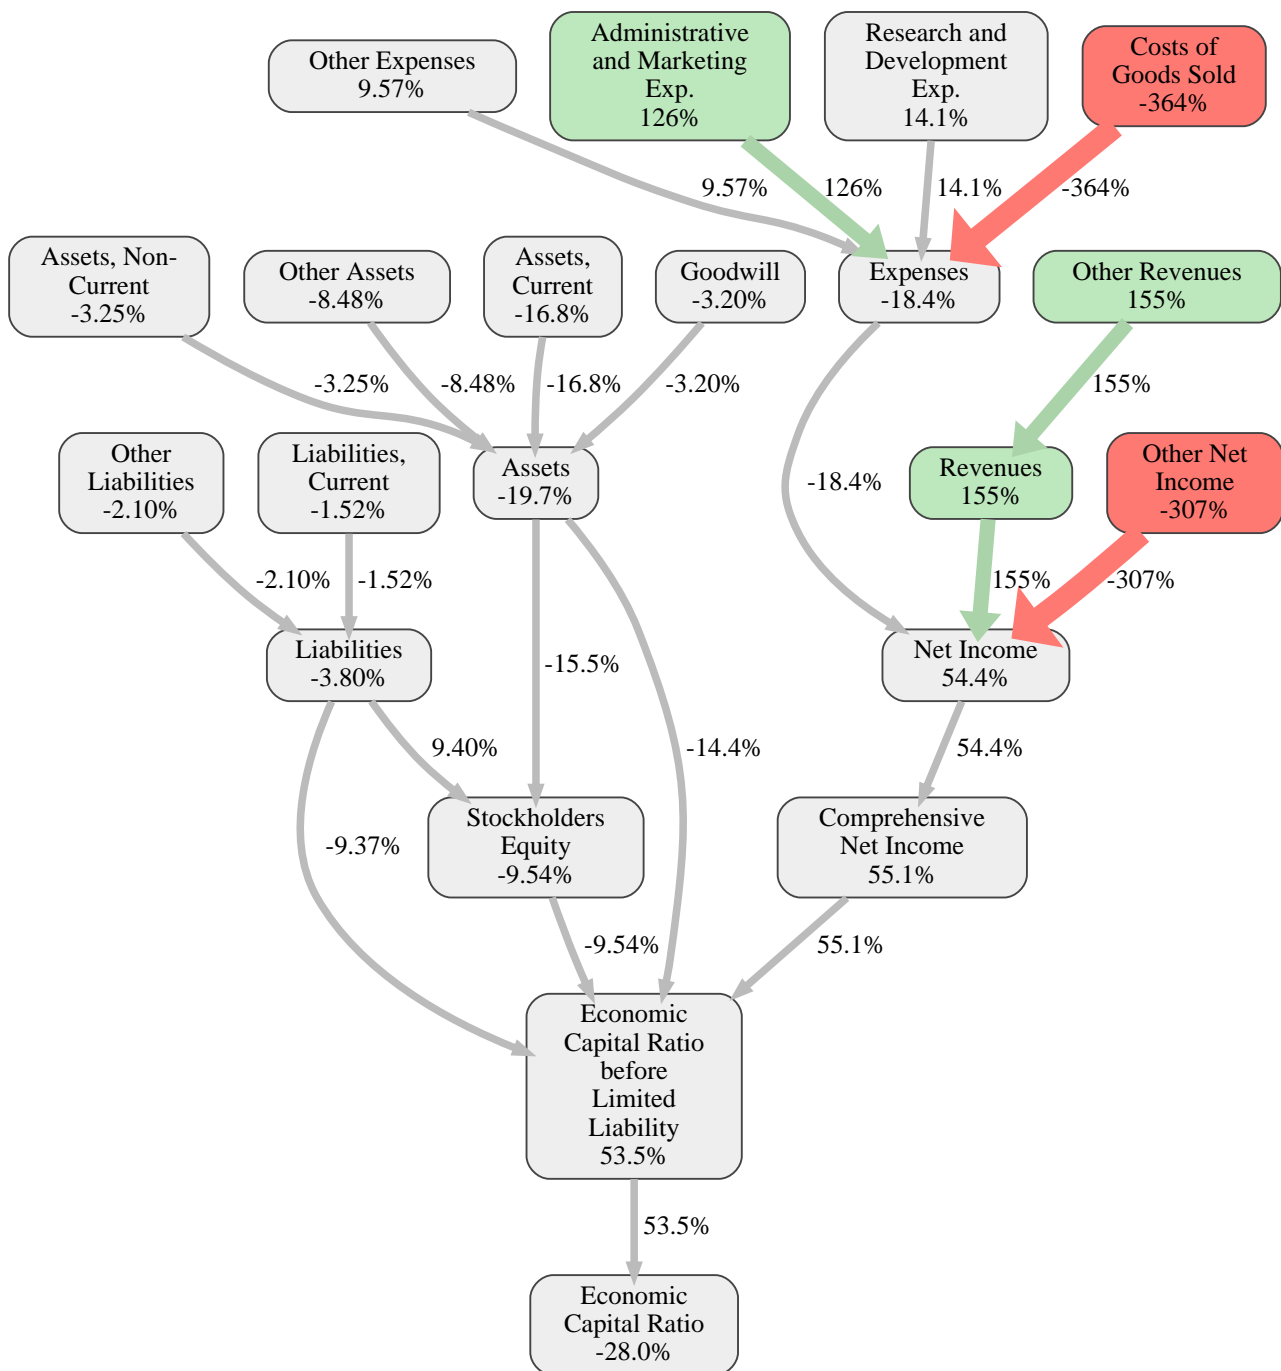 Other Expenses
9.57%
Administrative
and Marketing
Exp.
126%
Research and
Development
Exp.
14.1%
Costs of
Goods Sold
-364%
9.57%
126%
14.1%
-364%
Assets, Non-
Current
-3.25%
Other Assets
-8.48%
Assets,
Current
-16.8%
Goodwill
-3.20%
Expenses
-18.4%
Other Revenues
155%
-3.25%
-8.48%
-16.8%
-3.20%
155%
Other
Liabilities
-2.10%
Liabilities,
Current
-1.52%
Assets
-19.7%
-18.4%
Revenues
155%
Other Net
Income
-307%
-2.10%
-1.52%
155%
-307%
Liabilities
-3.80%
-15.5%
Net Income
54.4%
9.40%
-14.4%
54.4%
-9.37%
Stockholders
Equity
-9.54%
Comprehensive
Net Income
55.1%
-9.54%
55.1%
Economic
Capital Ratio
before
Limited
Liability
53.5%
53.5%
Economic
Capital Ratio
-28.0%